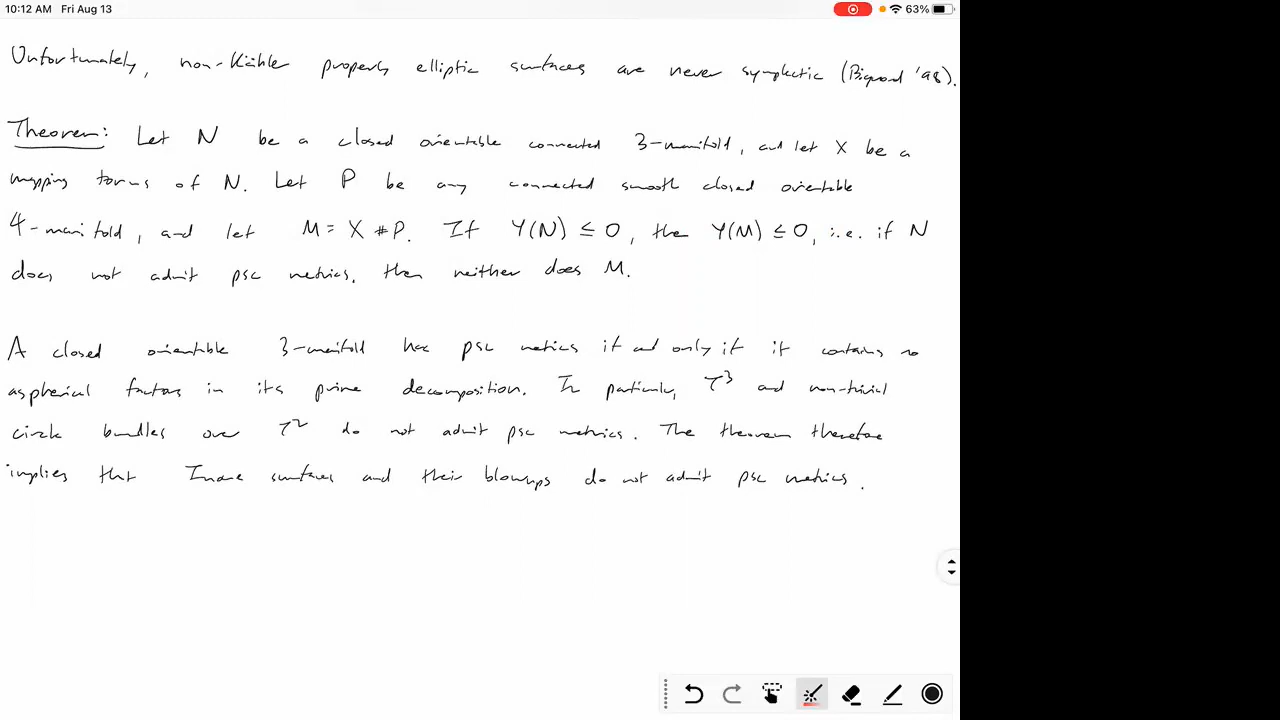 10:12 AM Fri Aug 13
63%
Unfortunately, non-Kähler properly elliptic surfaces are never symplectic (Biquard '98).
Theorem: Let N be a closed orientable connected 3-manifold, and let X be a
mapping torus of N. Let P be any connected smooth closed orientable
4-manifold, and let M = X # P. If Y(N) ≤ 0, then Y(M) ≤ 0, i.e. if N
does not admit psc metrics, then neither does M.
A closed orientable 3-manifold has psc metrics if and only if it contains no
aspherical factors in its prime decomposition. In particular, T³ and non-trivial
circle bundles over T² do not admit psc metrics. The theorem therefore
implies that Inoue surfaces and their blowups do not admit psc metrics.